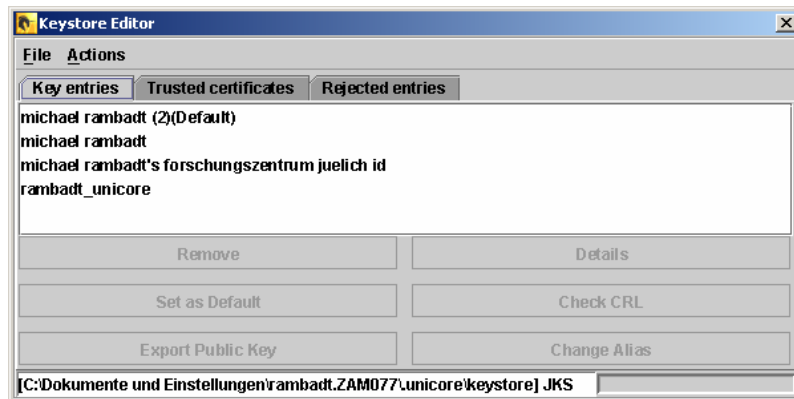 Keystore Editor
File Actions
Key entries Trusted certificates Rejected entries
michael rambadt (2)(Default)
michael rambadt
michael rambadt's forschungszentrum juelich id
rambadt_unicore
Remove Details
Set as Default Check CRL
Export Public Key Change Alias
[C:\Dokumente und Einstellungen\rambadt.ZAM077\.unicore\keystore] JKS